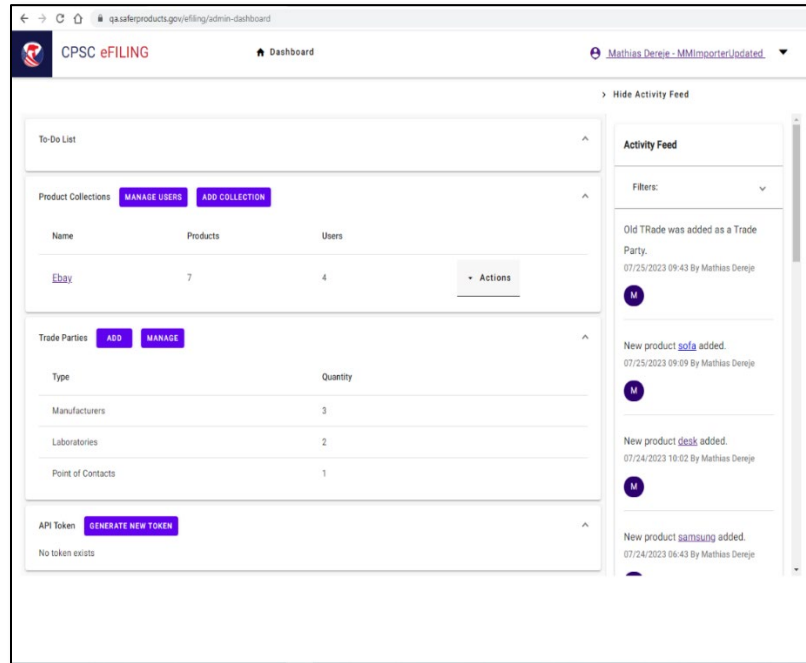 qa.saferproducts.gov/efiling/admin-dashboard
CPSC eFILING
Dashboard
Mathias Dereje - MMImporterUpdated
Hide Activity Feed
To-Do List
Product Collections MANAGE USERS ADD COLLECTION
Name Products Users
Ebay 7 4 Actions
Trade Parties ADD MANAGE
Type Quantity
Manufacturers 3
Laboratories 2
Point of Contacts 1
API Token GENERATE NEW TOKEN
No token exists
Activity Feed
Filters:
Old TRade was added as a Trade
Party.
07/25/2023 09:43 By Mathias Dereje
M
New product sofa added.
07/25/2023 09:09 By Mathias Dereje
M
New product desk added.
07/24/2023 10:02 By Mathias Dereje
M
New product samsung added.
07/24/2023 06:43 By Mathias Dereje